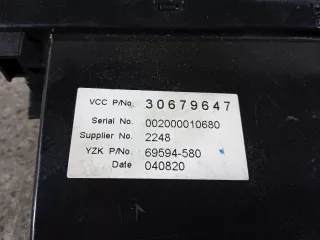 VCC P/No. 30679647
Serial No. 002000010680
Supplier No. 2248
YZK P/No. 69594-580
Date 040820